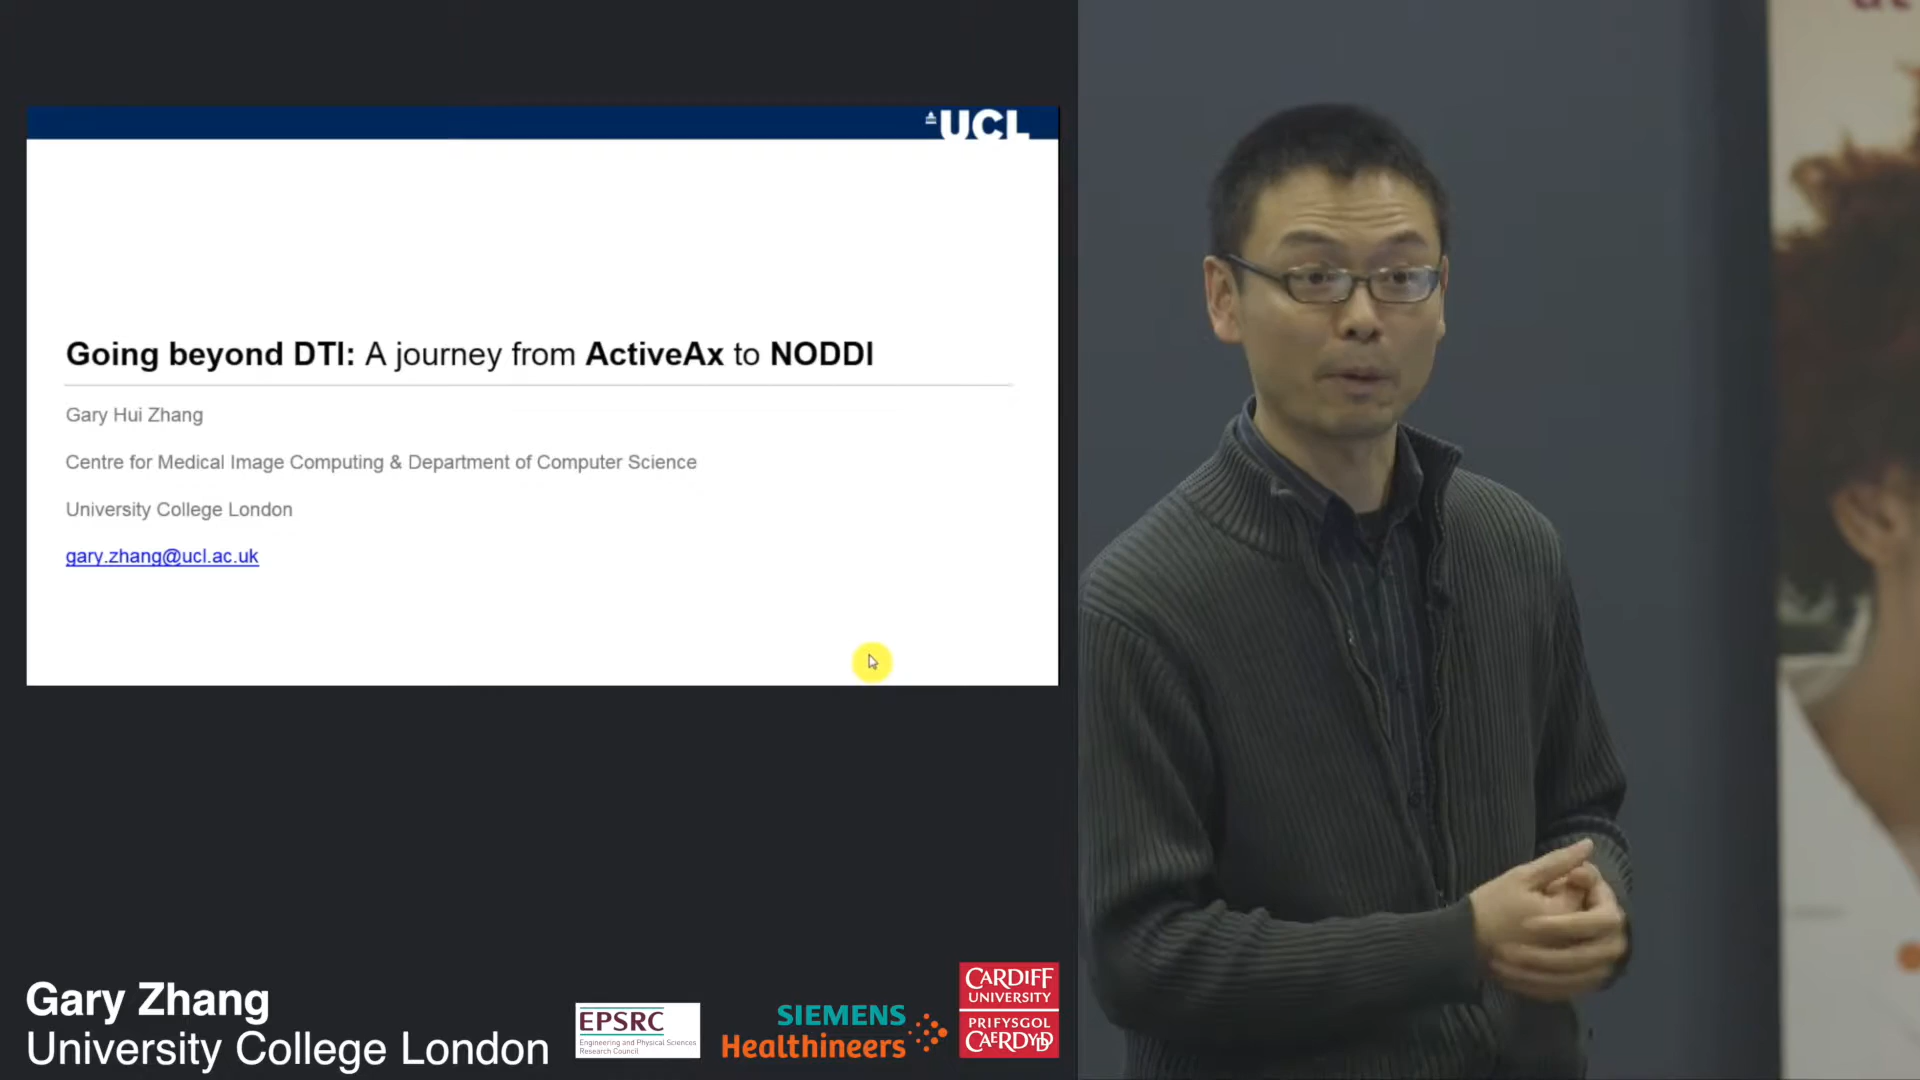 UCL
Going beyond DTI: A journey from ActiveAx to NODDI
Gary Hui Zhang
Centre for Medical Image Computing & Department of Computer Science
University College London
gary.zhang@ucl.ac.uk
Gary Zhang
University College London
EPSRC
Engineering and Physical Sciences
Research Council
SIEMENS
Healthineers
CARDIFF
UNIVERSITY
PRIFYSGOL
CAERDYDD